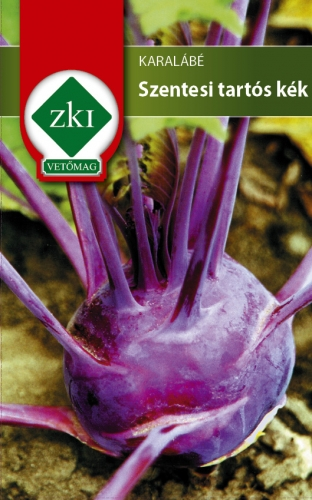 KARALÁBÉ
Szentesi tartós kék
zki
VETŐMAG